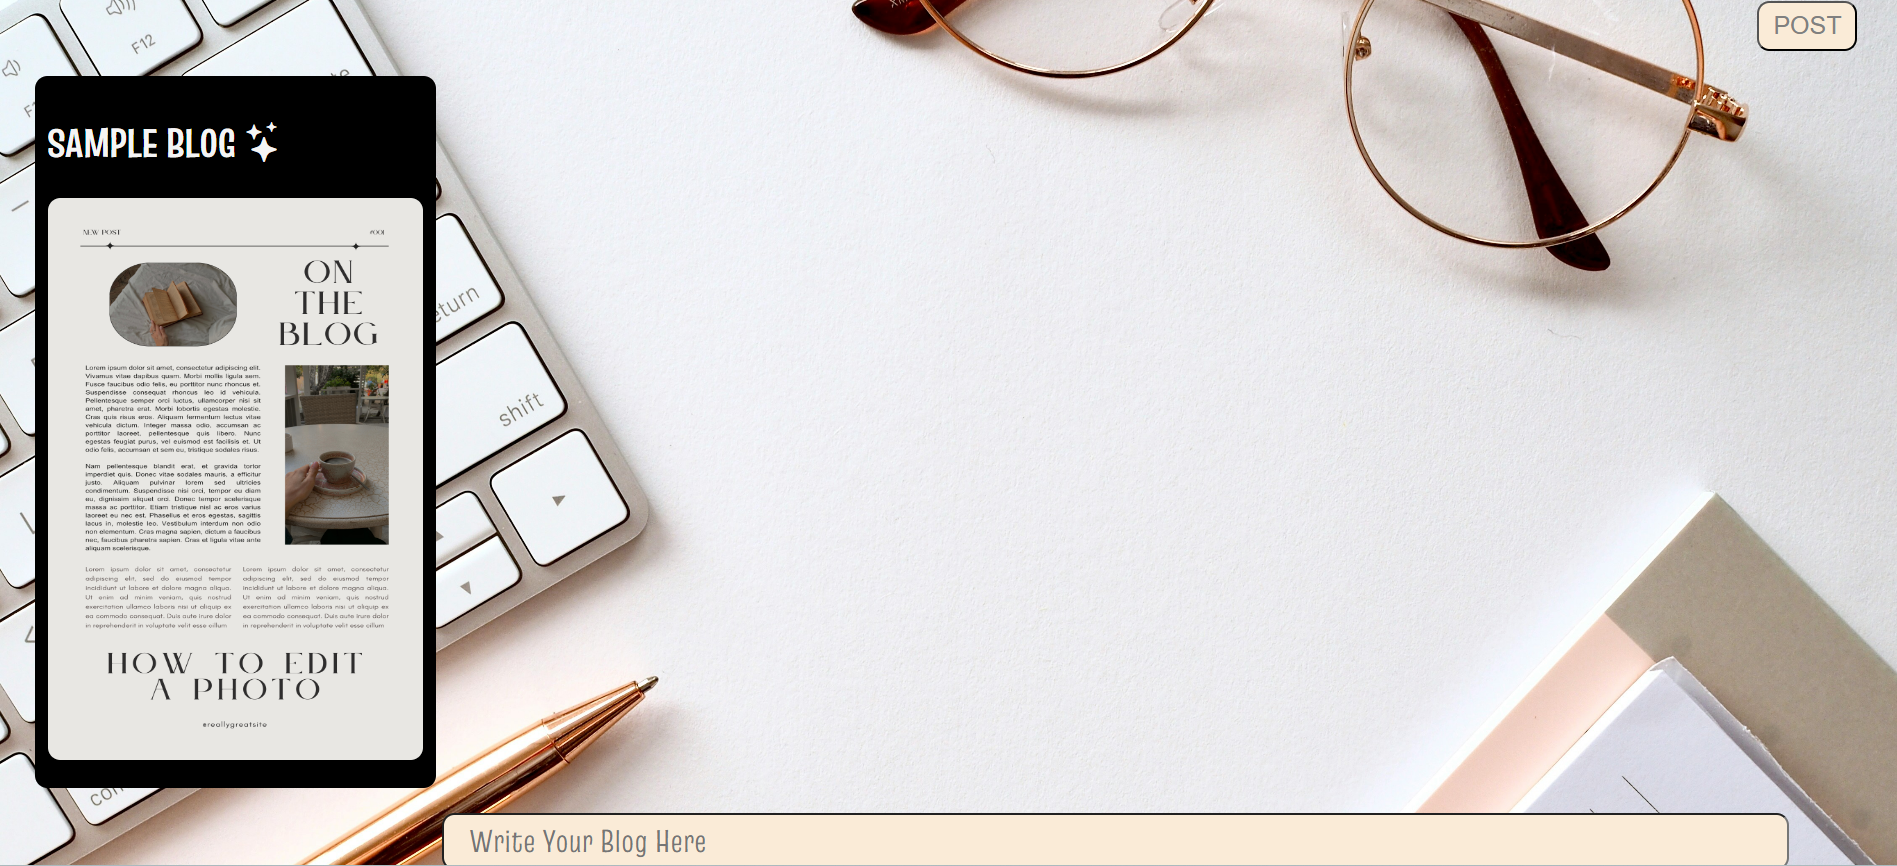 POST
F12
SAMPLE BLOG
NEW POST
#001
ON
THE
BLOG
Lorem ipsum dolor sit amet, consectetur adipiscing elit.
Vivamus vitae dapibus quam. Morbi mollis ligula sem.
Fusce faucibus odio felis, eu porttitor nunc rhoncus et.
Suspendisse consequat rhoncus leo id vehicula.
Pellentesque semper orci luctus, ullamcorper nisi sit
amet, pharetra erat. Morbi lobortis egestas molestie.
Cras quis risus eros. Aliquam fermentum lectus vitae
vehicula dictum. Integer massa odio, accumsan ac
porttitor laoreet, pellentesque quis libero. Nunc
egestas feugiat purus, vel euismod est facilisis et. Ut
odio felis, accumsan et sem eu, tristique sodales risus.
Nam pellentesque blandit erat, et gravida tortor
imperdiet quis. Donec vitae sodales mauris, a efficitur
justo. Aliquam pulvinar lorem sed ultricies
condimentum. Suspendisse nisi orci, tempor eu diam
eu, dignissim aliquet orci. Donec tempor scelerisque
massa ac porttitor. Etiam tristique nisl ac eros varius
laoreet eu nec est. Phasellus et eros egestas, sagittis
lacus in, molestie leo. Vestibulum interdum non odio
non elementum. Cras magna sapien, dictum a faucibus
nec, faucibus pharetra sapien. Cras et ligula vitae ante
aliquam scelerisque.
Lorem ipsum dolor sit amet, consectetur
adipiscing elit, sed do eiusmod tempor
incididunt ut labore et dolore magna aliqua.
Ut enim ad minim veniam, quis nostrud
exercitation ullamco laboris nisi ut aliquip ex
ea commodo consequat. Duis aute irure dolor
in reprehenderit in voluptate velit esse cillum
Lorem ipsum dolor sit amet, consectetur
adipiscing elit, sed do eiusmod tempor
incididunt ut labore et dolore magna aliqua.
Ut enim ad minim veniam, quis nostrud
exercitation ullamco laboris nisi ut aliquip ex
ea commodo consequat. Duis aute irure dolor
in reprehenderit in voluptate velit esse cillum
HOW TO EDIT
A PHOTO
@reallygreatsite
eturn
shift
con
Write Your Blog Here